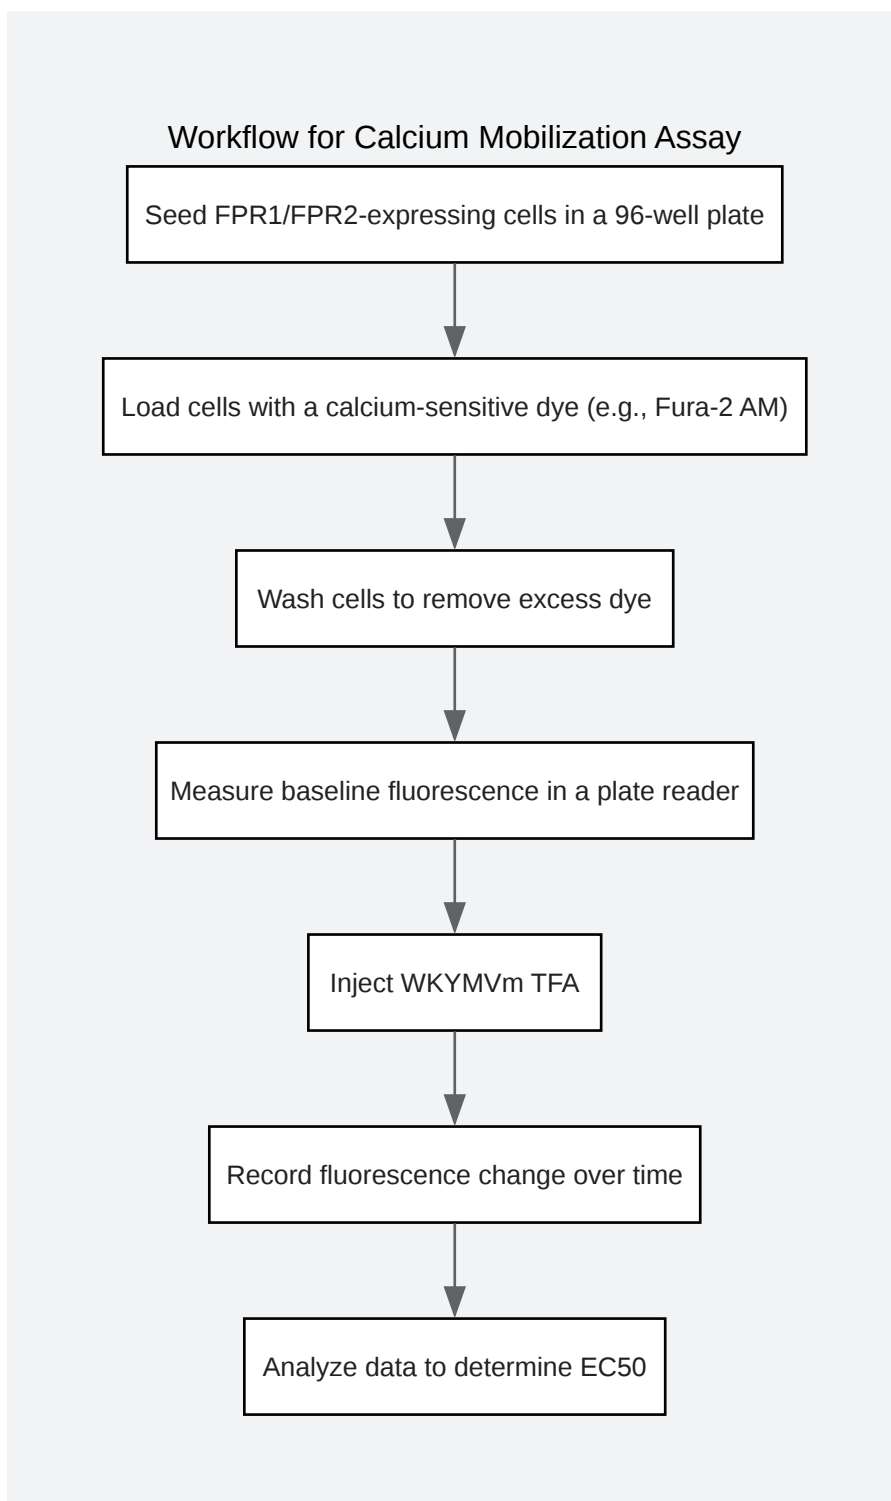 Workflow for Calcium Mobilization Assay
Seed FPR1/FPR2-expressing cells in a 96-well plate
Load cells with a calcium-sensitive dye (e.g., Fura-2 AM)
Wash cells to remove excess dye
Measure baseline fluorescence in a plate reader
Inject WKYMVm TFA
Record fluorescence change over time
Analyze data to determine EC50